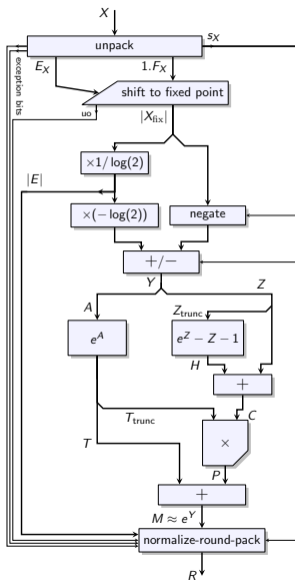 X
unpack
s_X
E_X
1.F_X
exception bits
shift to fixed point
uo
|X_fix|
×1/log(2)
|E|
×(−log(2))
negate
+/−
Y
Z
A
Z_trunc
e^A
e^Z − Z − 1
H
+
T_trunc
C
T
×
P
+
M ≈ e^Y
normalize-round-pack
R